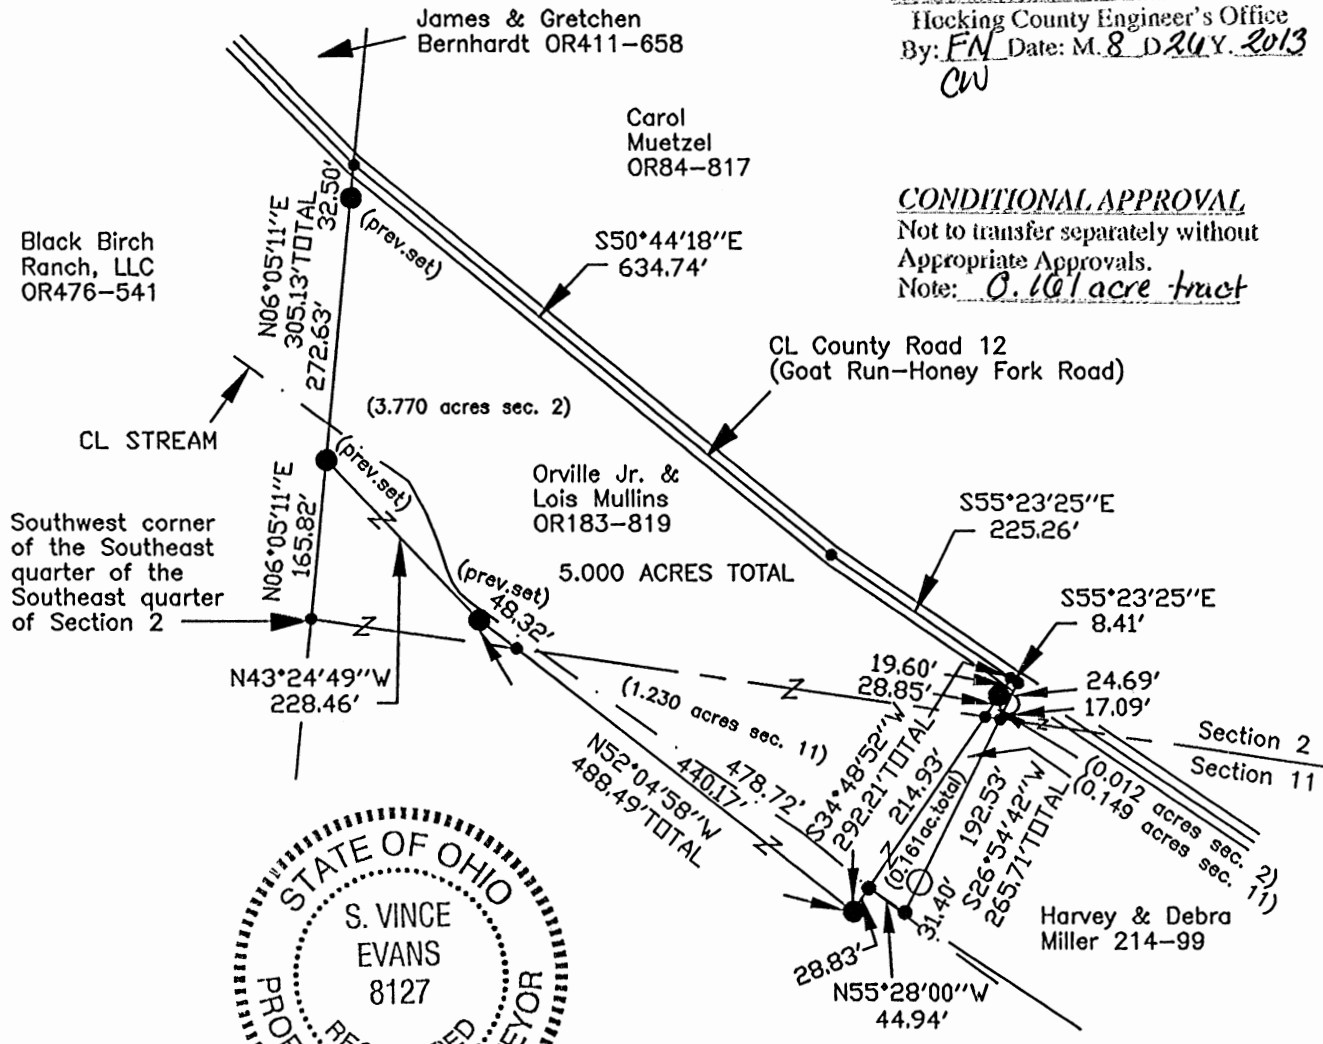 James & Gretchen
Bernhardt OR411-658
Hocking County Engineer's Office
By: FN Date: M. 8 D 26 Y. 2013
CW
Carol
Muetzel
OR84-817
CONDITIONAL APPROVAL
Not to transfer separately without
Appropriate Approvals.
Note: 0.161 acre tract
Black Birch
Ranch, LLC
OR476-541
N06°05'11"E
305.13'TOTAL
272.63'
32.50'
(prev.set)
S50°44'18"E
634.74'
CL County Road 12
(Goat Run-Honey Fork Road)
CL STREAM
(3.770 acres sec. 2)
(prev.set)
Orville Jr. &
Lois Mullins
OR183-819
5.000 ACRES TOTAL
S55°23'25"E
225.26'
S55°23'25"E
8.41'
Southwest corner
of the Southeast
quarter of the
Southeast quarter
of Section 2
N06°05'11"E
165.82'
Z
(prev.set)
48.32'
Z
N43°24'49"W
228.46'
19.60'
28.85'
24.69'
17.09'
Z
Z
(1.230 acres sec. 11)
Section 2
Section 11
N52°04'58"W
488.49'TOTAL
440.17'
478.72'
Z
S34°48'52"W
292.21'TOTAL
214.93'
Z
(0.161ac.total)
192.53'
S26°54'42"W
265.71'TOTAL
31.40'
(0.012 acres sec. 2)
(0.149 acres sec. 11)
Harvey & Debra
Miller 214-99
28.83'
N55°28'00"W
44.94'
STATE OF OHIO
S. VINCE
EVANS
8127